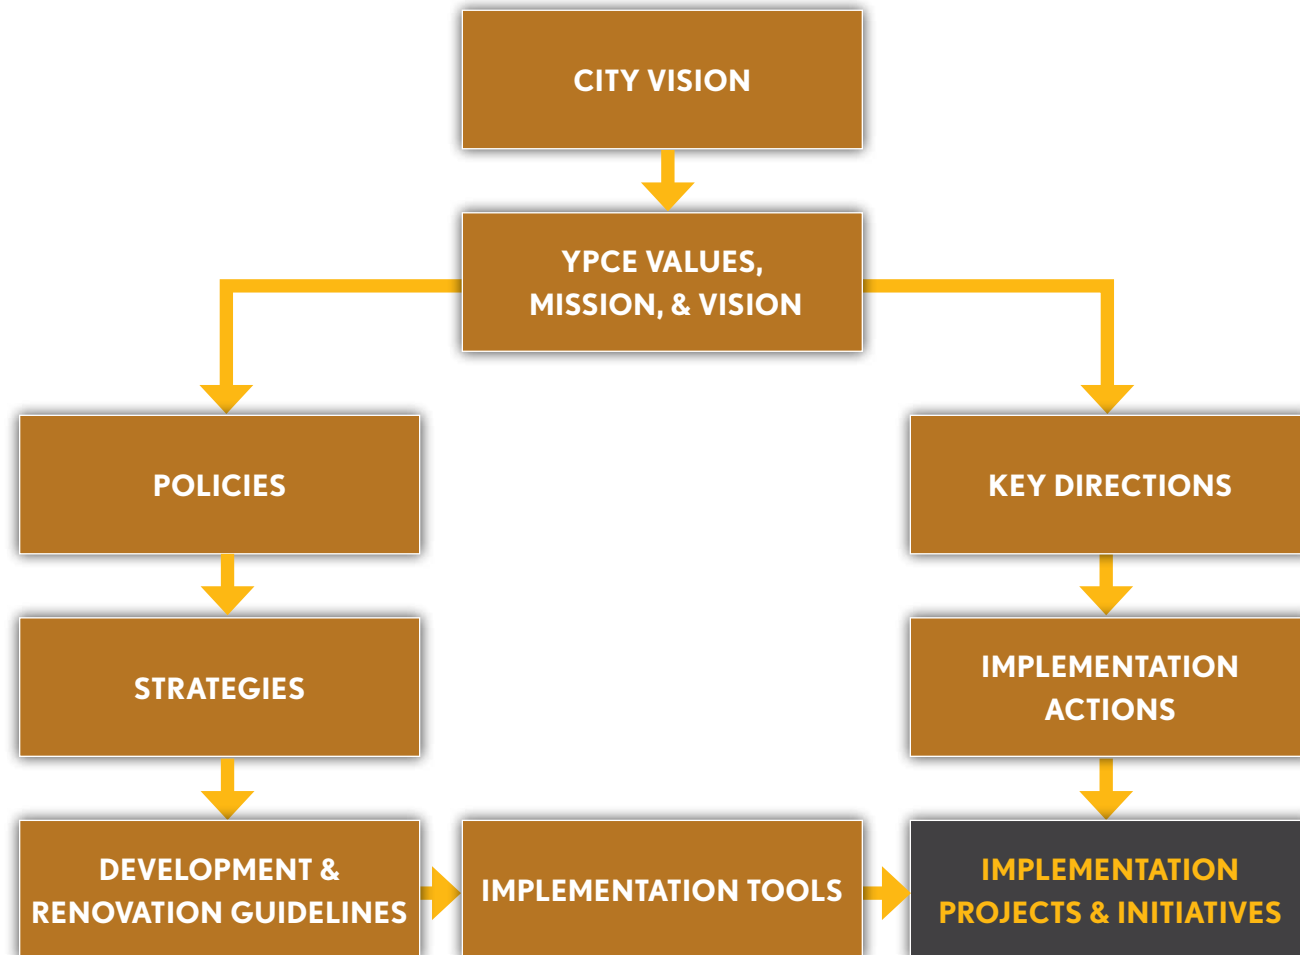 CITY VISION
YPCE VALUES,
MISSION, & VISION
POLICIES
KEY DIRECTIONS
STRATEGIES
IMPLEMENTATION
ACTIONS
DEVELOPMENT &
RENOVATION GUIDELINES
IMPLEMENTATION TOOLS
IMPLEMENTATION
PROJECTS & INITIATIVES